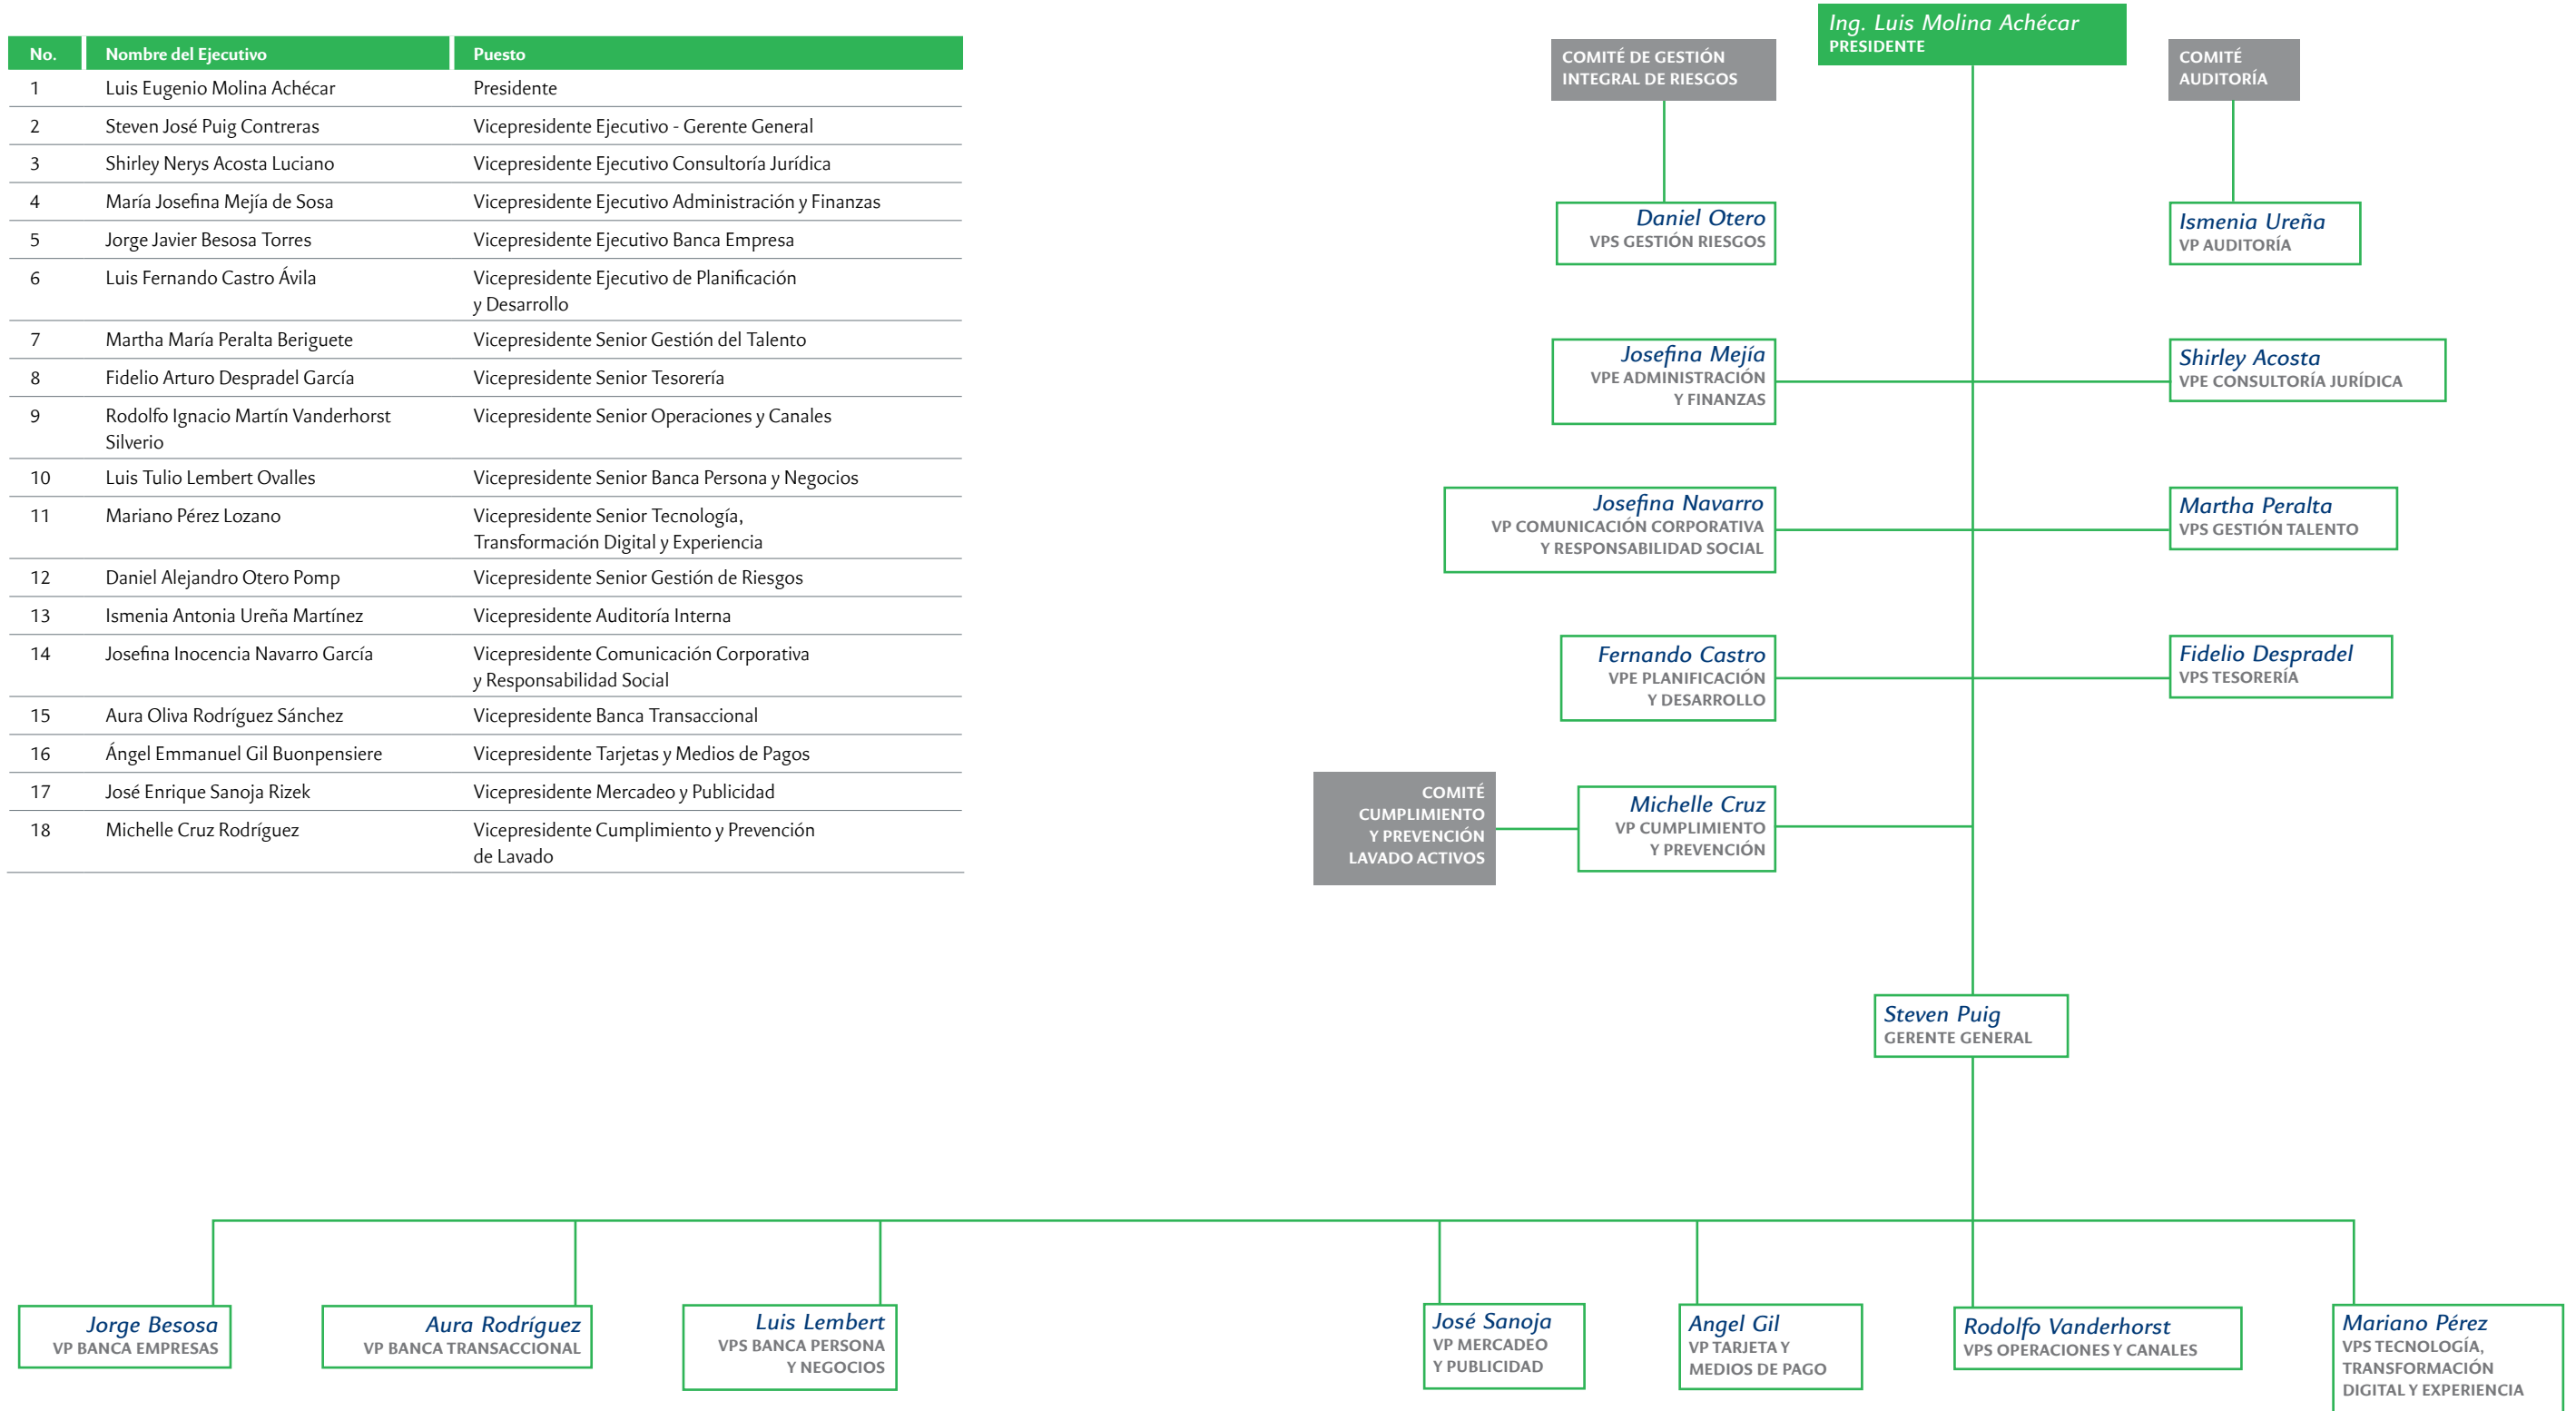 No. Nombre del Ejecutivo Puesto
1 Luis Eugenio Molina Achécar Presidente
2 Steven José Puig Contreras Vicepresidente Ejecutivo - Gerente General
3 Shirley Nerys Acosta Luciano Vicepresidente Ejecutivo Consultoría Jurídica
4 María Josefina Mejía de Sosa Vicepresidente Ejecutivo Administración y Finanzas
5 Jorge Javier Besosa Torres Vicepresidente Ejecutivo Banca Empresa
6 Luis Fernando Castro Ávila Vicepresidente Ejecutivo de Planificación
y Desarrollo
7 Martha María Peralta Beriguete Vicepresidente Senior Gestión del Talento
8 Fidelio Arturo Despradel García Vicepresidente Senior Tesorería
9 Rodolfo Ignacio Martín Vanderhorst Vicepresidente Senior Operaciones y Canales
Silverio
10 Luis Tulio Lembert Ovalles Vicepresidente Senior Banca Persona y Negocios
11 Mariano Pérez Lozano Vicepresidente Senior Tecnología,
Transformación Digital y Experiencia
12 Daniel Alejandro Otero Pomp Vicepresidente Senior Gestión de Riesgos
13 Ismenia Antonia Ureña Martínez Vicepresidente Auditoría Interna
14 Josefina Inocencia Navarro García Vicepresidente Comunicación Corporativa
y Responsabilidad Social
15 Aura Oliva Rodríguez Sánchez Vicepresidente Banca Transaccional
16 Ángel Emmanuel Gil Buonpensiere Vicepresidente Tarjetas y Medios de Pagos
17 José Enrique Sanoja Rizek Vicepresidente Mercadeo y Publicidad
18 Michelle Cruz Rodríguez Vicepresidente Cumplimiento y Prevención
de Lavado
Ing. Luis Molina Achécar
PRESIDENTE
COMITÉ DE GESTIÓN
INTEGRAL DE RIESGOS
COMITÉ
AUDITORÍA
Daniel Otero
VPS GESTIÓN RIESGOS
Ismenia Ureña
VP AUDITORÍA
Josefina Mejía
VPE ADMINISTRACIÓN
Y FINANZAS
Shirley Acosta
VPE CONSULTORÍA JURÍDICA
Josefina Navarro
VP COMUNICACIÓN CORPORATIVA
Y RESPONSABILIDAD SOCIAL
Martha Peralta
VPS GESTIÓN TALENTO
Fernando Castro
VPE PLANIFICACIÓN
Y DESARROLLO
Fidelio Despradel
VPS TESORERÍA
COMITÉ
CUMPLIMIENTO
Y PREVENCIÓN
LAVADO ACTIVOS
Michelle Cruz
VP CUMPLIMIENTO
Y PREVENCIÓN
Steven Puig
GERENTE GENERAL
Jorge Besosa
VP BANCA EMPRESAS
Aura Rodríguez
VP BANCA TRANSACCIONAL
Luis Lembert
VPS BANCA PERSONA
Y NEGOCIOS
José Sanoja
VP MERCADEO
Y PUBLICIDAD
Angel Gil
VP TARJETA Y
MEDIOS DE PAGO
Rodolfo Vanderhorst
VPS OPERACIONES Y CANALES
Mariano Pérez
VPS TECNOLOGÍA,
TRANSFORMACIÓN
DIGITAL Y EXPERIENCIA